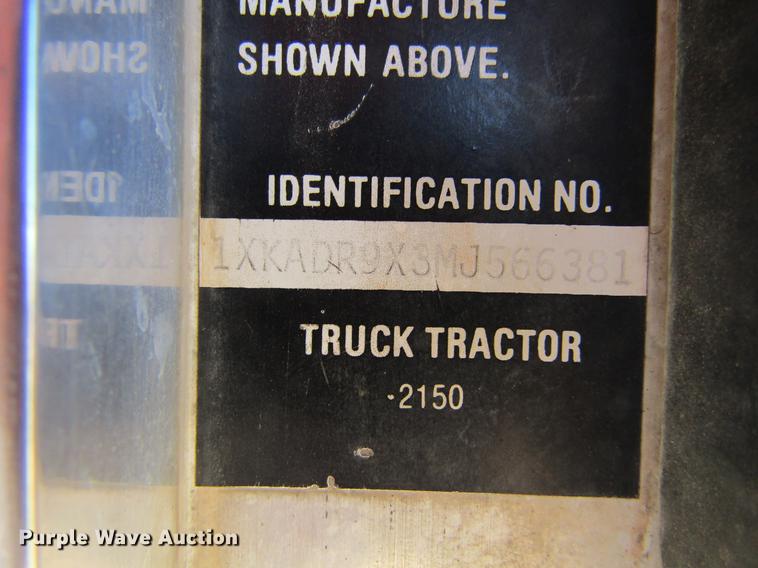 MANUFACTURE
SHOWN ABOVE.
IDENTIFICATION NO.
1XKADR9X3MJ566381
TRUCK TRACTOR
·2150
Purple Wave Auction